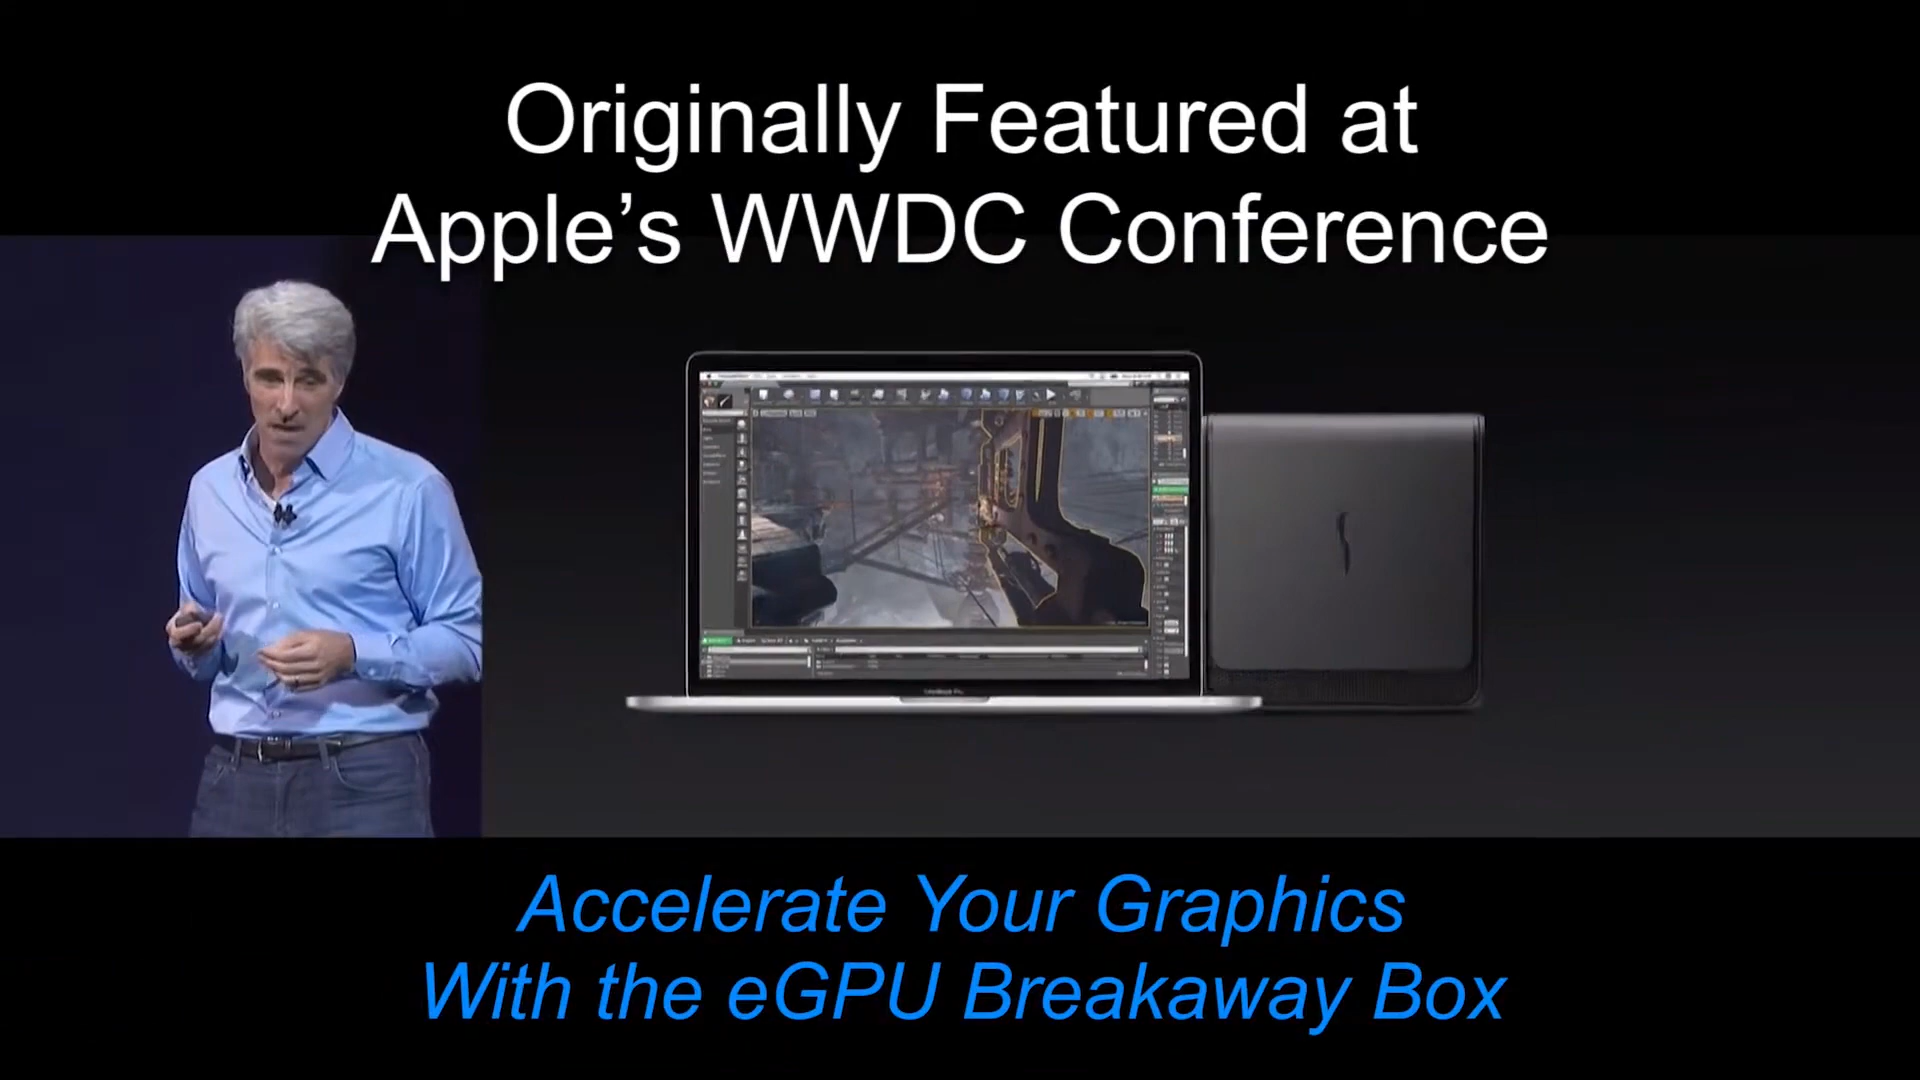 Originally Featured at
Apple’s WWDC Conference
Accelerate Your Graphics
With the eGPU Breakaway Box